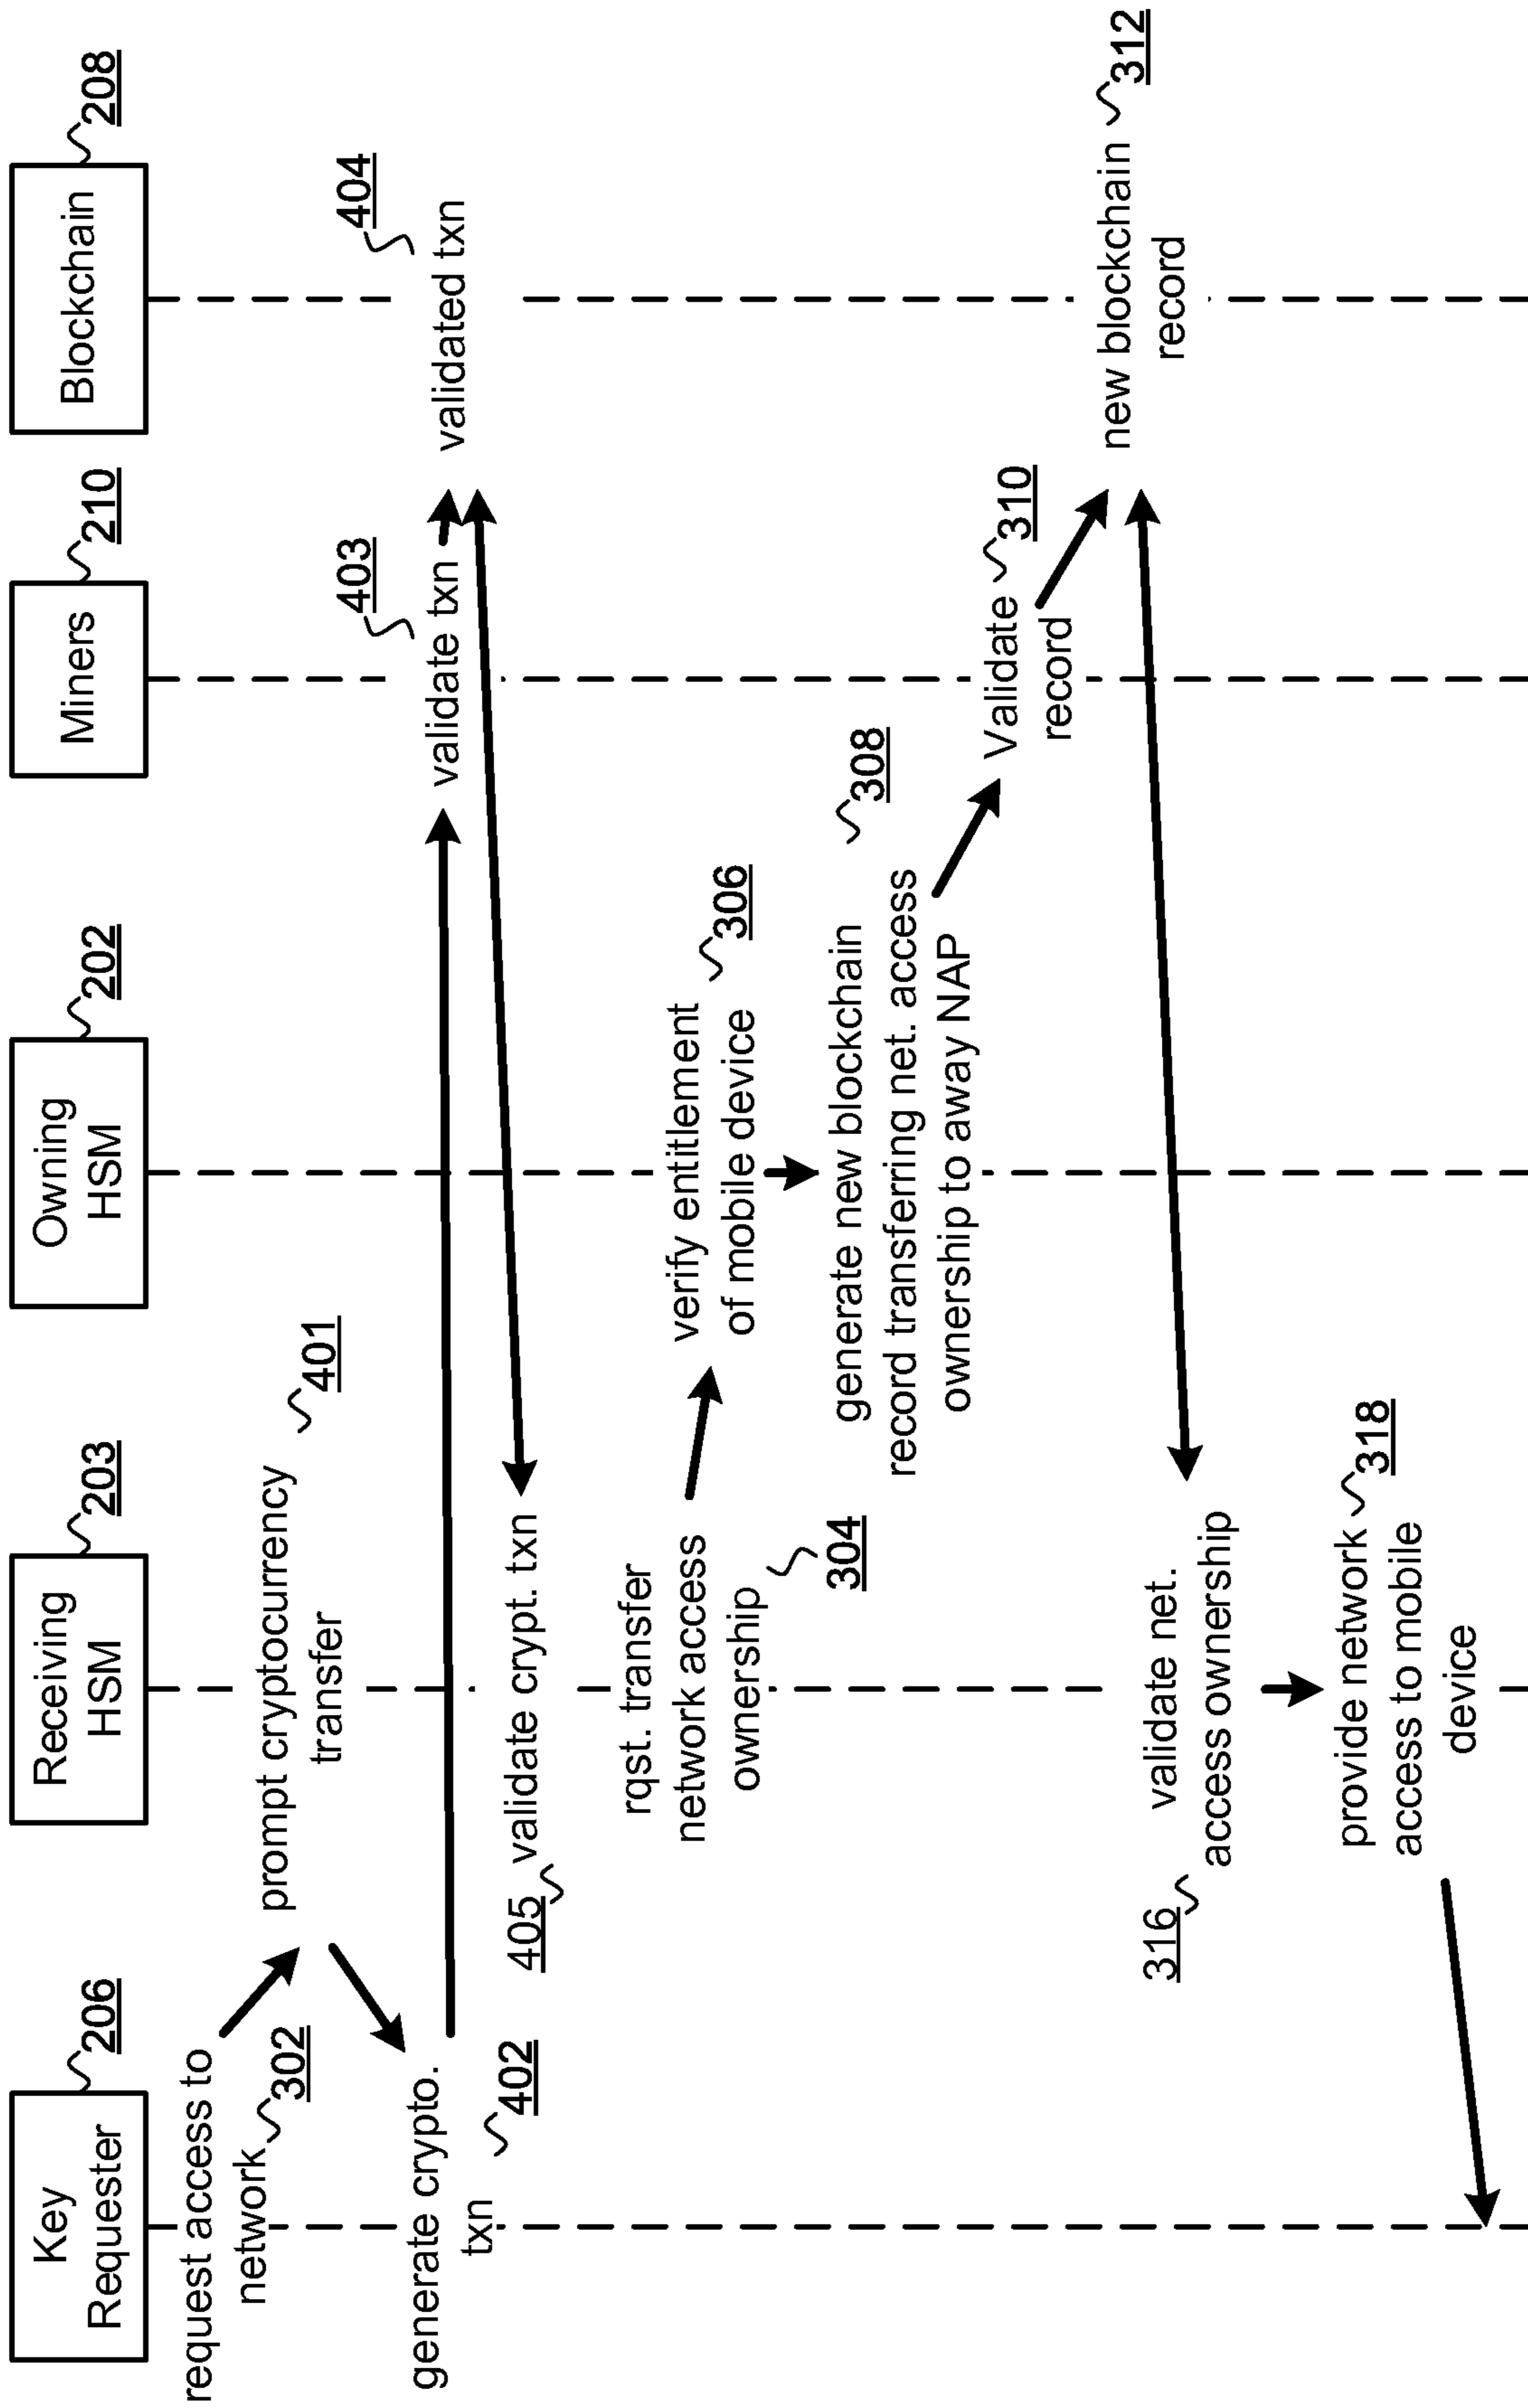 Key
Requester
206
Receiving
HSM
203
Owning
HSM
202
Miners
210
Blockchain
208
request access to
network
302
prompt cryptocurrency
transfer
401
generate crypto.
txn
402
validate txn
403
validated txn
404
405
validate crypt. txn
rqst. transfer
network access
ownership
304
verify entitlement
of mobile device
306
generate new blockchain
record transferring net. access
ownership to away NAP
308
Validate
record
310
new blockchain
record
312
316
validate net.
access ownership
provide network
access to mobile
device
318